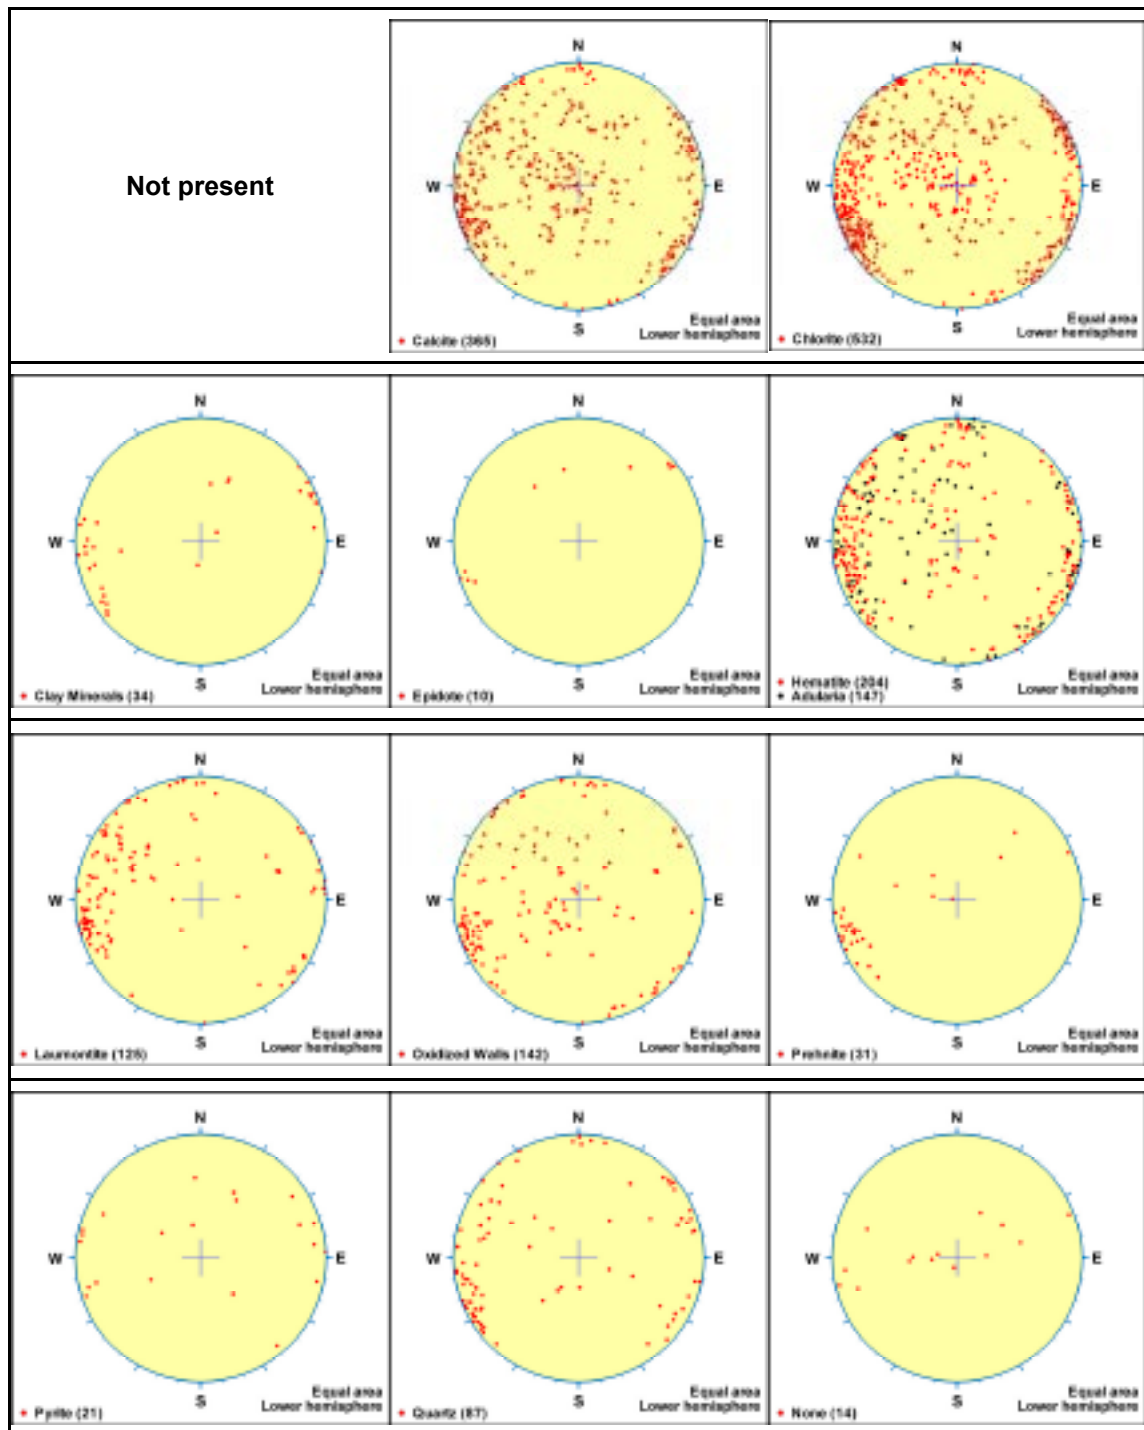 Not present
N
W
E
S
Equal area
Lower hemisphere
Calcite (365)
N
W
E
S
Equal area
Lower hemisphere
Chlorite (532)
N
W
E
S
Equal area
Lower hemisphere
Clay Minerals (34)
N
W
E
S
Equal area
Lower hemisphere
Epidote (10)
N
W
E
S
Equal area
Lower hemisphere
Hematite (204)
Adularia (147)
N
W
E
S
Equal area
Lower hemisphere
Laumontite (128)
N
W
E
S
Equal area
Lower hemisphere
Oxidized Walls (142)
N
W
E
S
Equal area
Lower hemisphere
Prehnite (31)
N
W
E
S
Equal area
Lower hemisphere
Pyrite (21)
N
W
E
S
Equal area
Lower hemisphere
Quartz (87)
N
W
E
S
Equal area
Lower hemisphere
None (14)